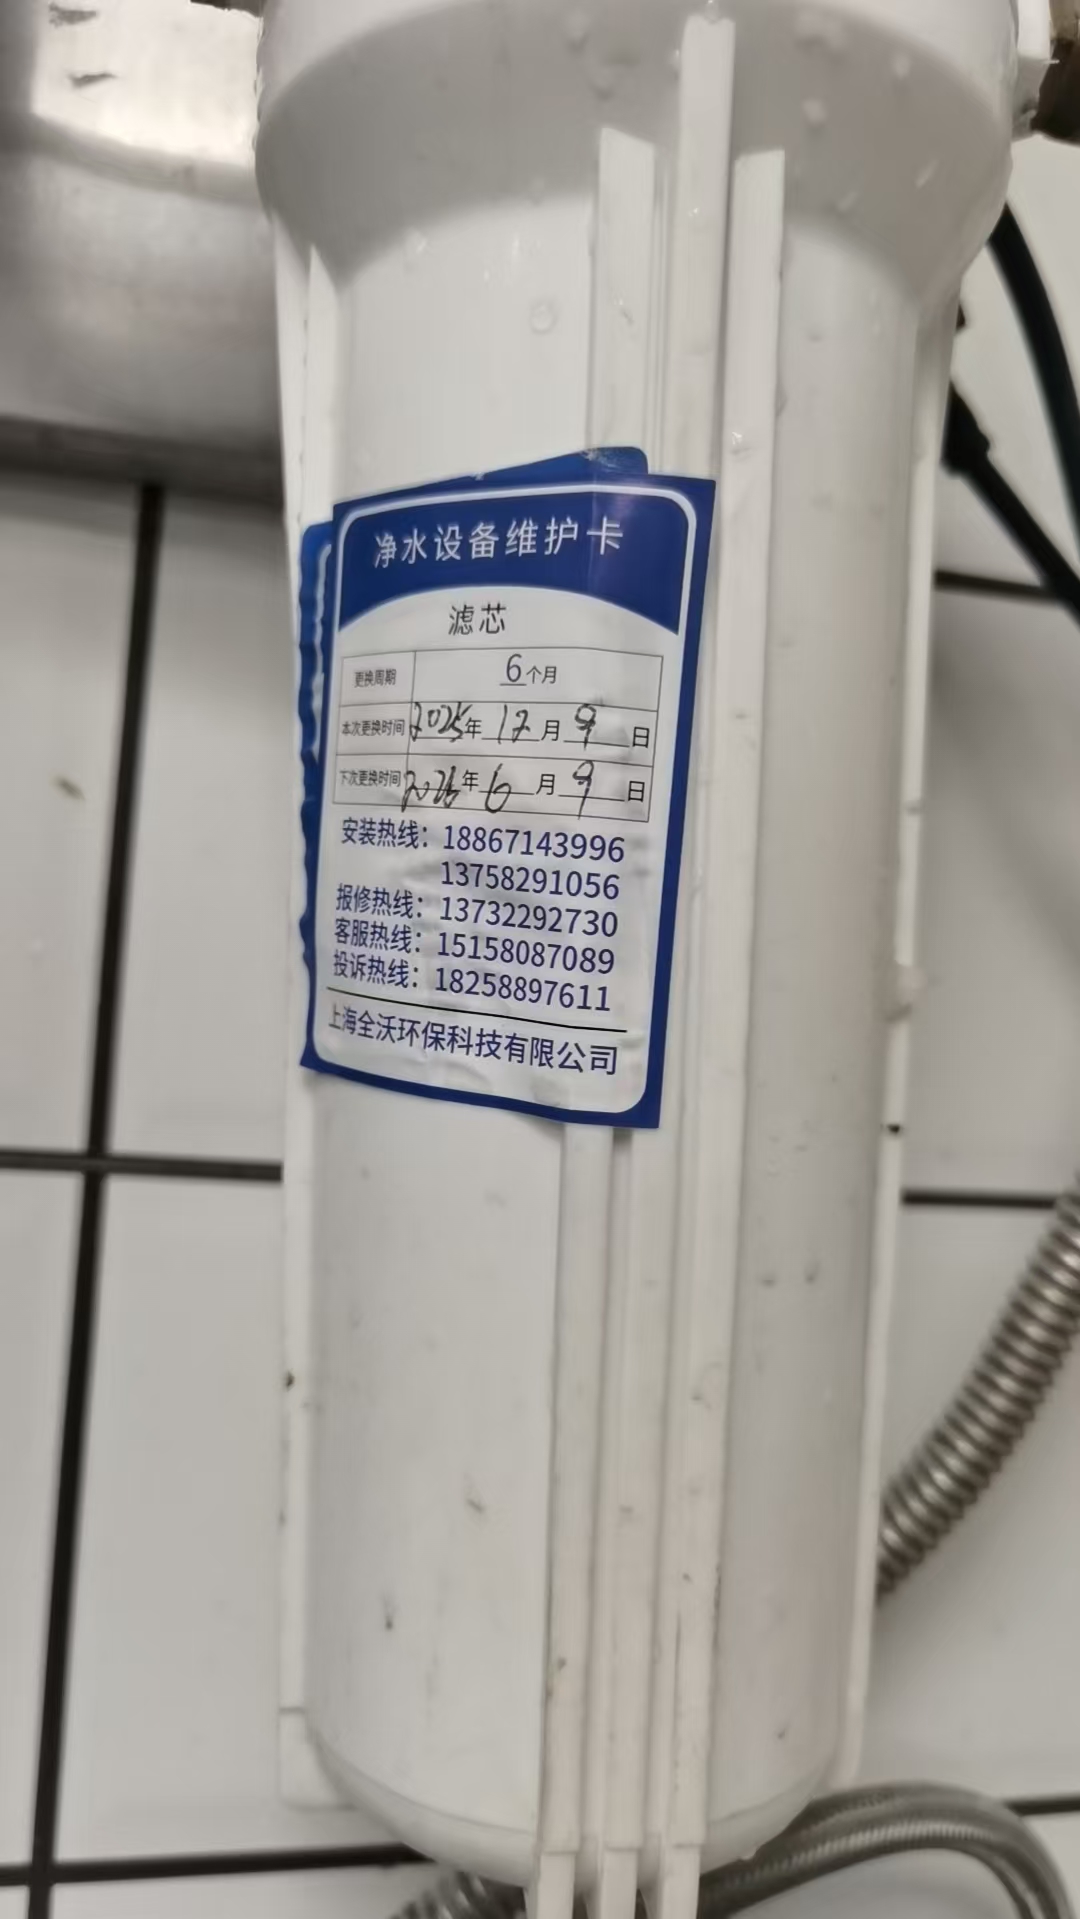 净水设备维护卡
滤芯
更换周期 6个月
本次更换时间 2025年12月9日
下次更换时间 2026年6月9日
安装热线：18867143996
13758291056
报修热线：13732292730
客服热线：15158087089
投诉热线：18258897611
上海全沃环保科技有限公司